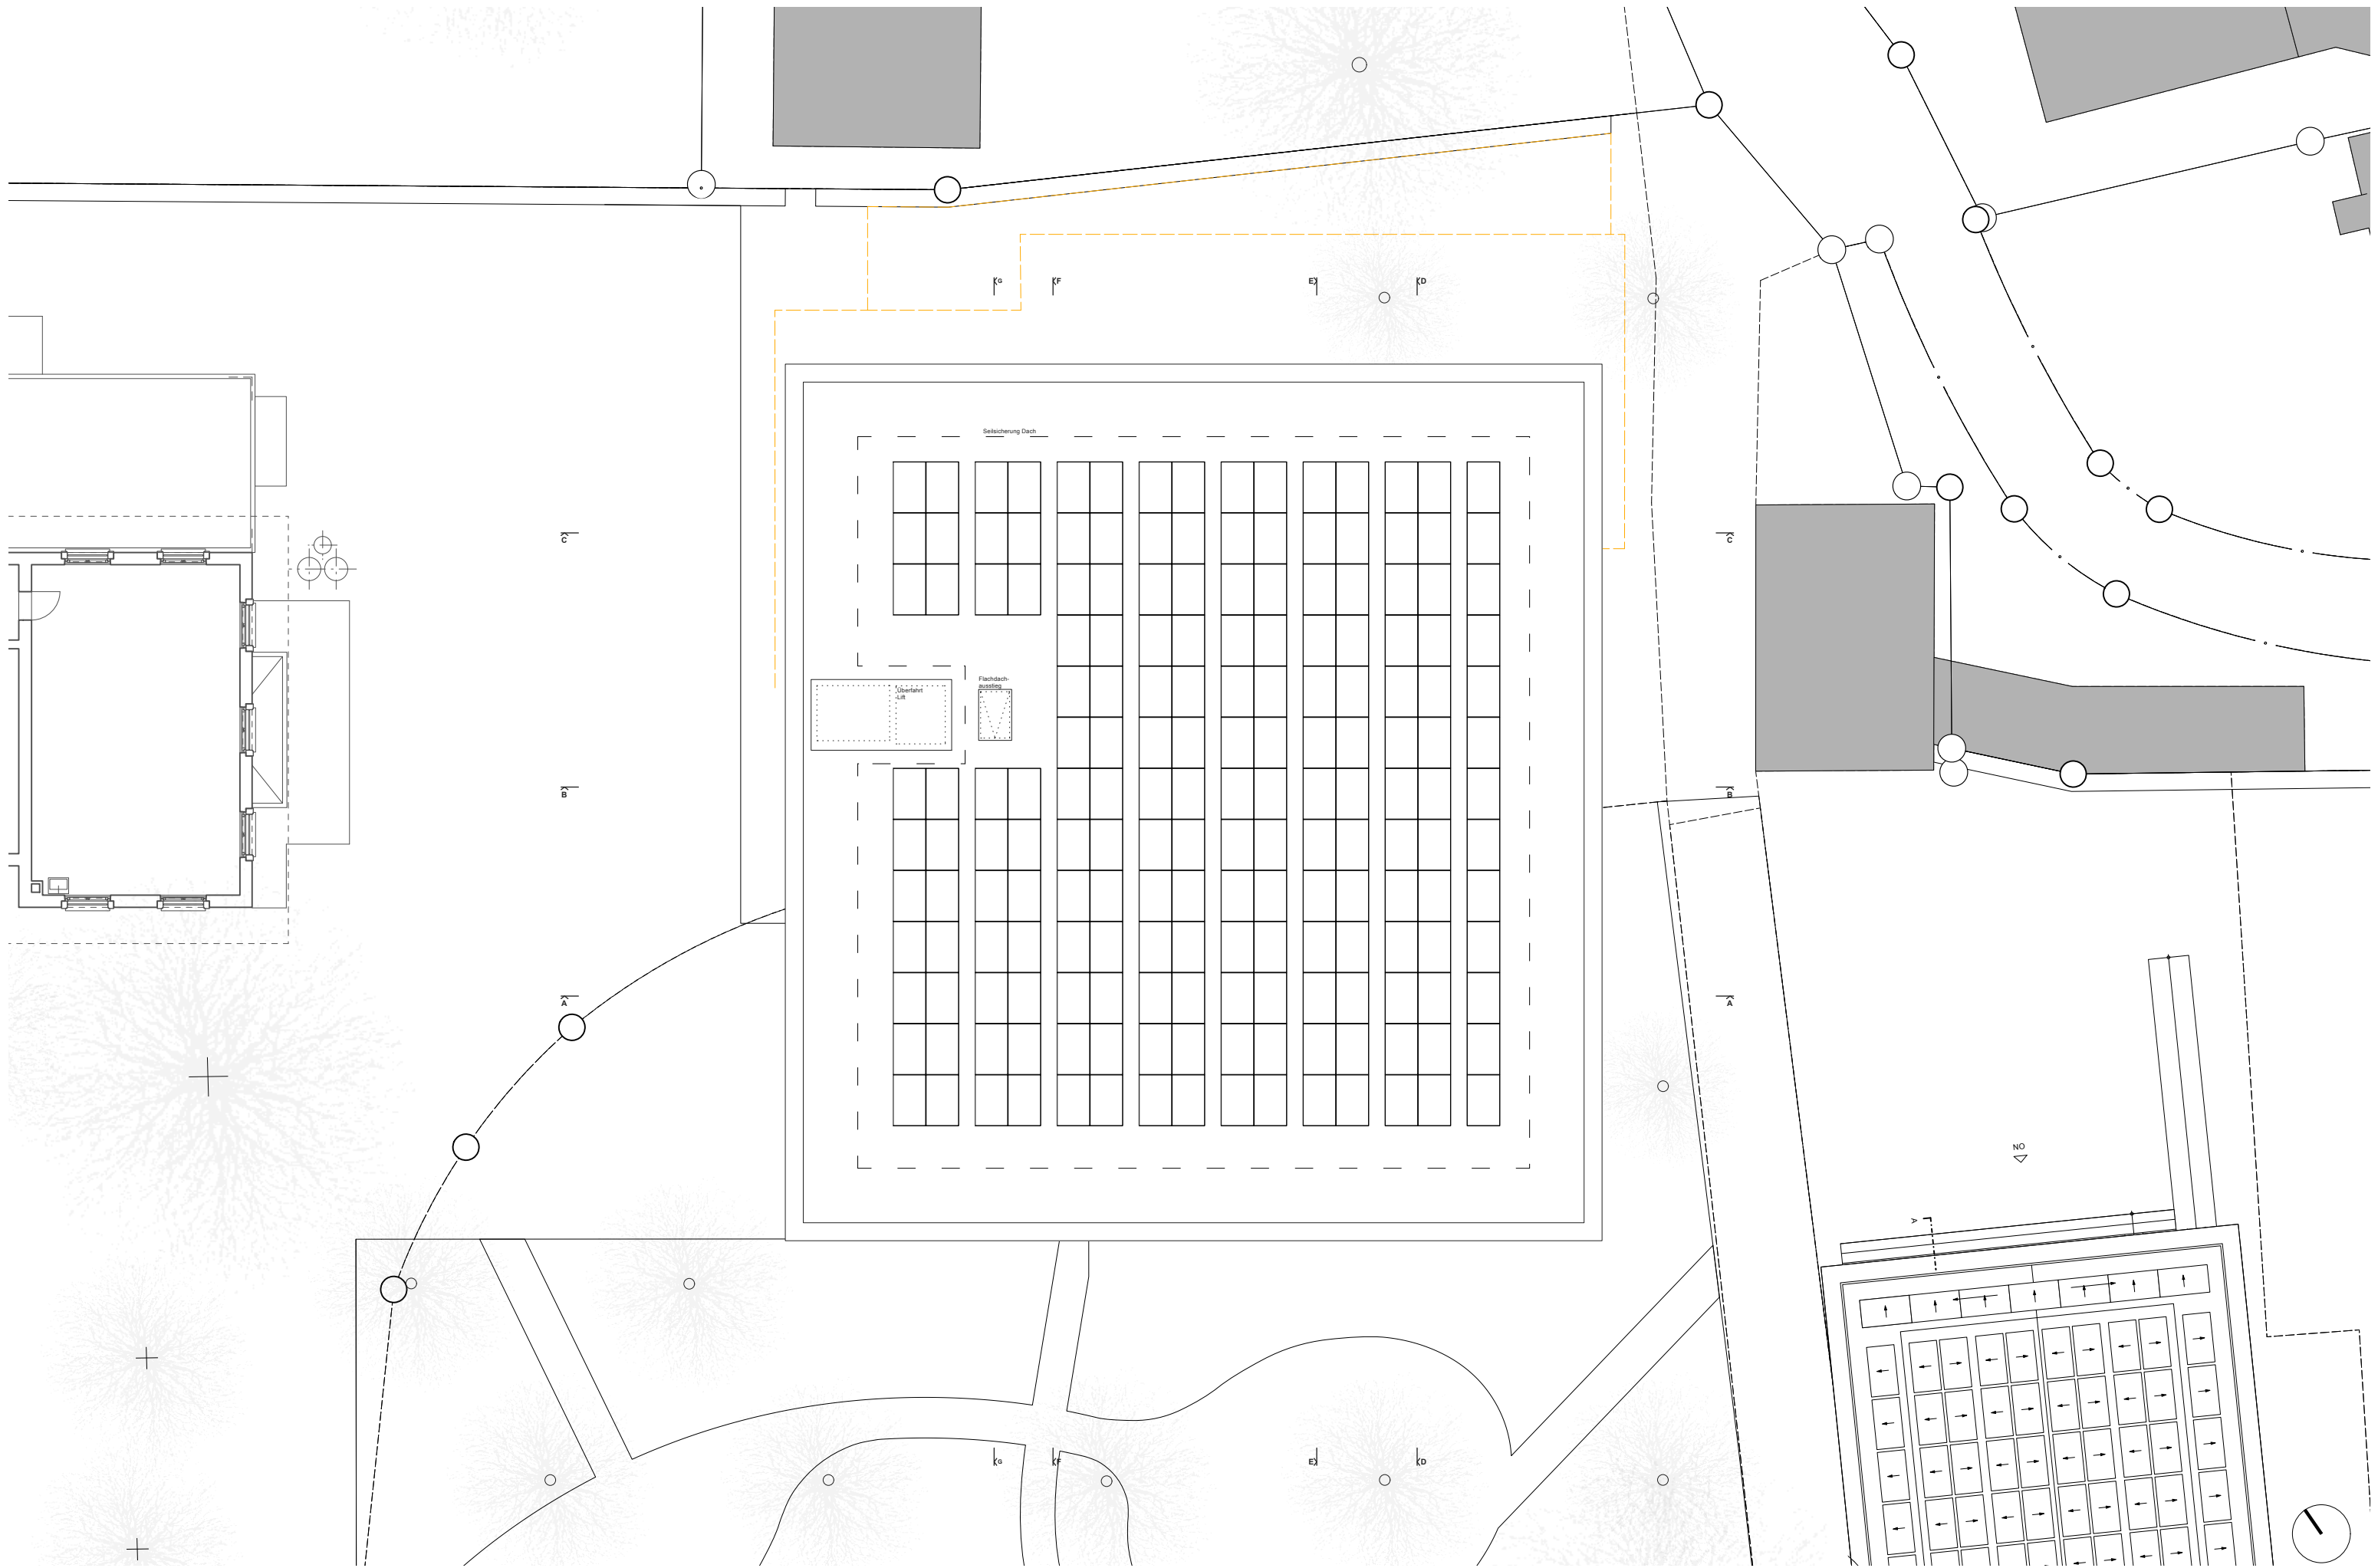 G
F
E
D
Seilsicherung Dach
C
C
Flachdach-
ausstieg
Überfahrt
-Lift
B
B
A
A
NO
A
G
F
E
D